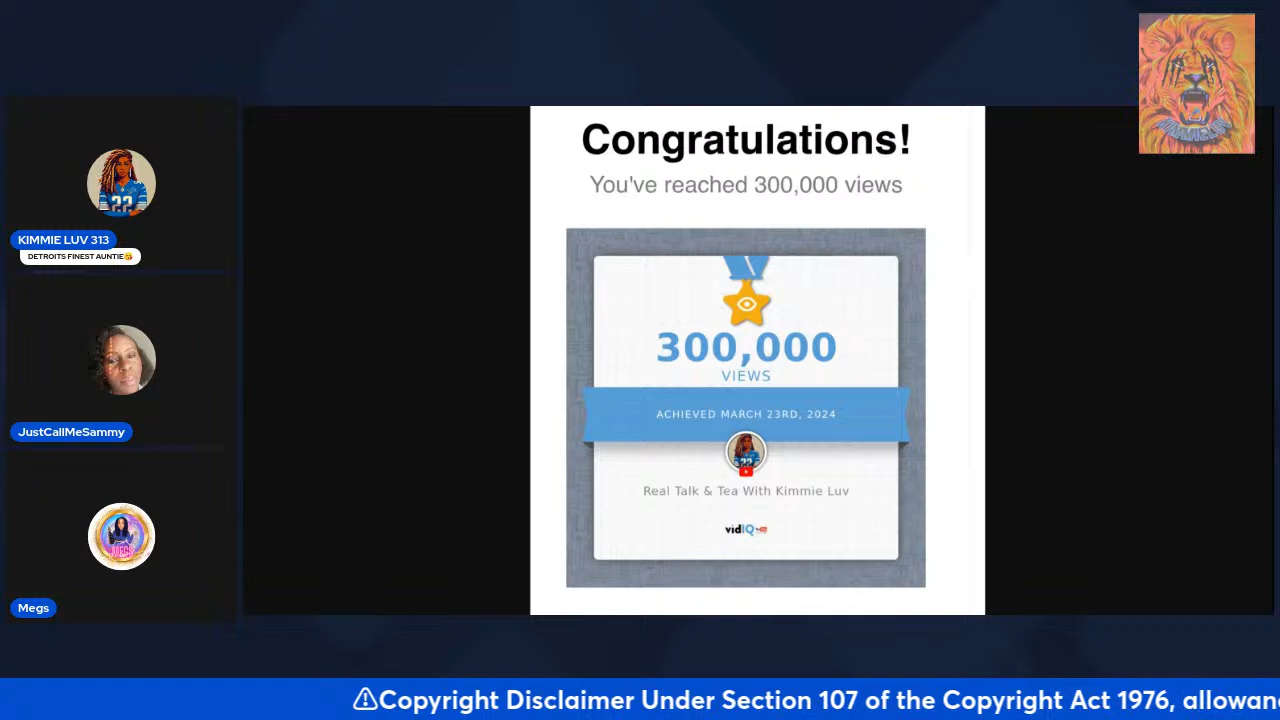 Congratulations!
You've reached 300,000 views
300,000
VIEWS
ACHIEVED MARCH 23RD, 2024
Real Talk & Tea With Kimmie Luv
vidIQ
KIMMIE LUV 313
DETROITS FINEST AUNTIE😘
22
JustCallMeSammy
Megs
⚠Copyright Disclaimer Under Section 107 of the Copyright Act 1976, allowan